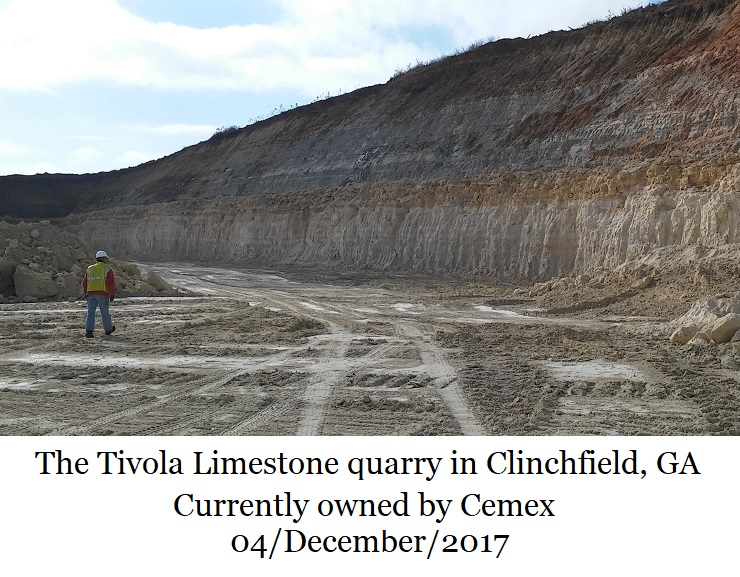 The Tivola Limestone quarry in Clinchfield, GA
Currently owned by Cemex
04/December/2017